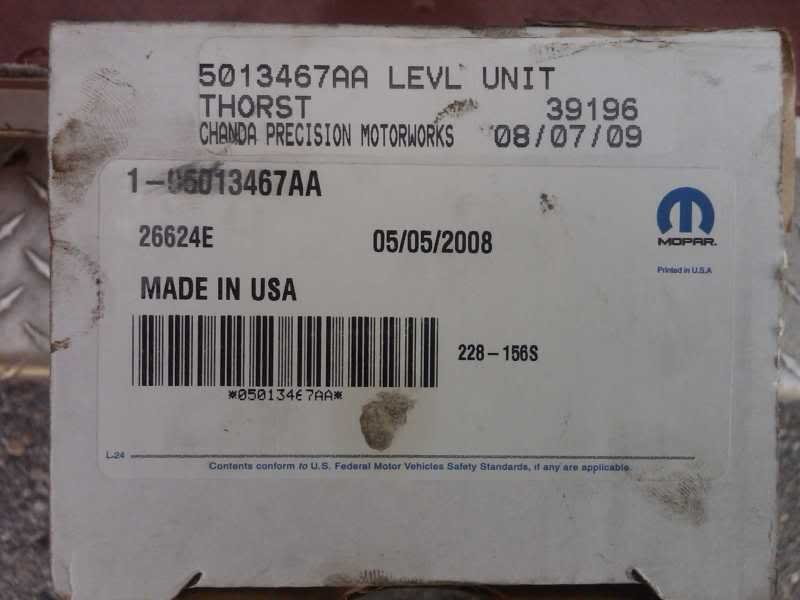 5013467AA LEVL UNIT
THORST 39196
CHANDA PRECISION MOTORWORKS 08/07/09
1-05013467AA
26624E 05/05/2008
MOPAR.
Printed in U.S.A
MADE IN USA
228-156S
*05013467AA*
L-24
Contents conform to U.S. Federal Motor Vehicles Safety Standards, if any are applicable.